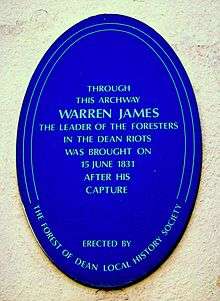 THROUGH
THIS ARCHWAY
WARREN JAMES
THE LEADER OF THE FORESTERS
IN THE DEAN RIOTS
WAS BROUGHT ON
15 JUNE 1831
AFTER HIS
CAPTURE
ERECTED BY
THE FOREST OF DEAN LOCAL HISTORY SOCIETY